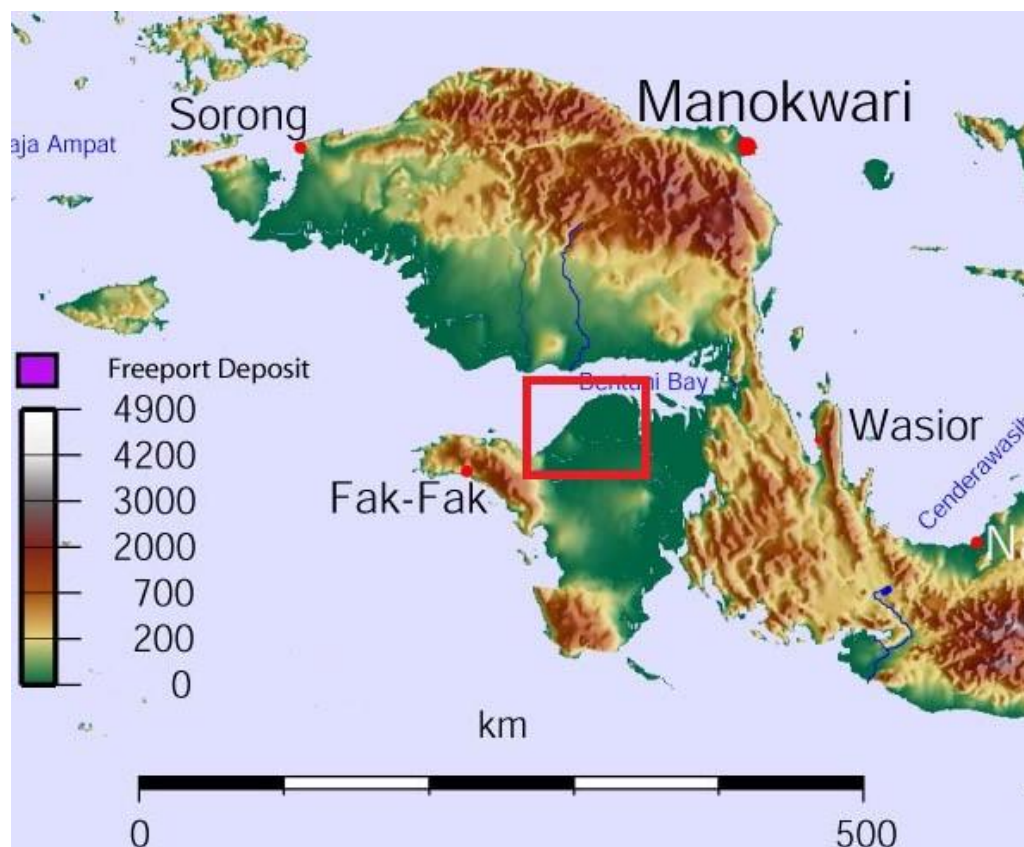 Manokwari
Sorong
aja Ampat
Freeport Deposit
4900
4200
3000
2000
700
200
0
Bentuni Bay
Wasior
Fak-Fak
Cenderawasih
km
0
500